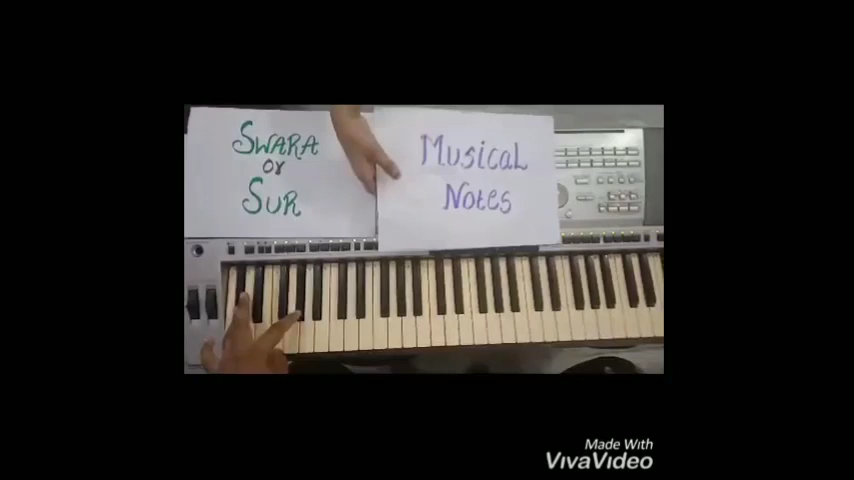 SWARA
or
SUR
Musical
Notes
Made With
VivaVideo